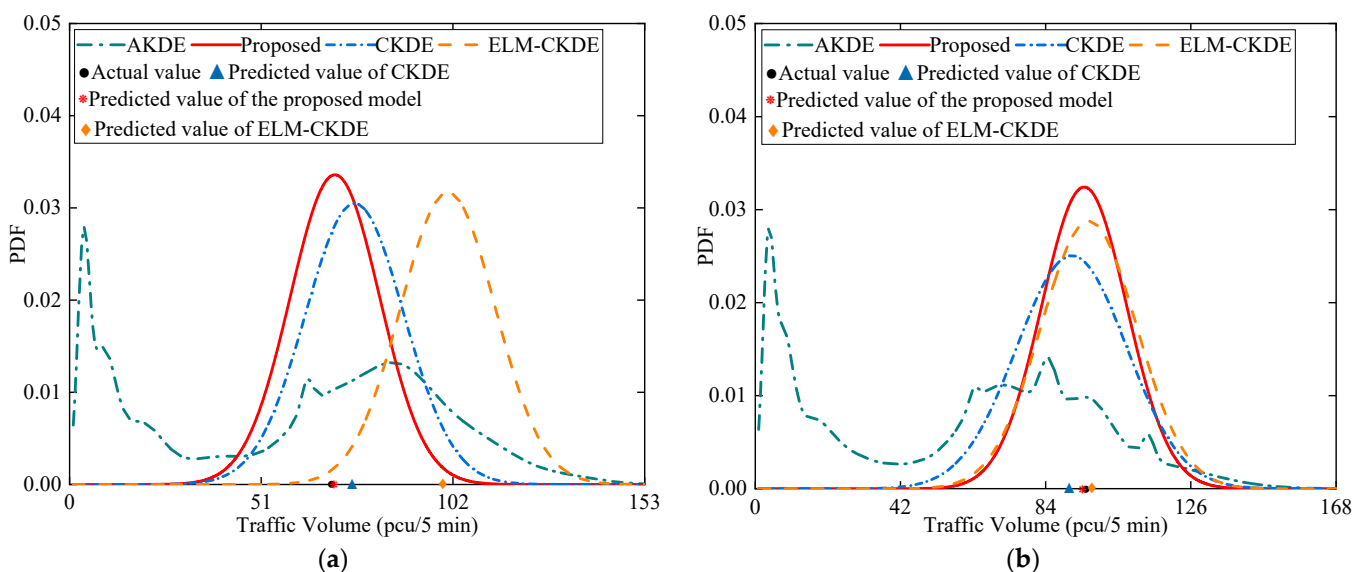 0.05
AKDE Proposed CKDE ELM-CKDE
Actual value Predicted value of CKDE
Predicted value of the proposed model
Predicted value of ELM-CKDE
0.04
0.03
0.02
0.01
0.00
PDF
0 51 102 153
Traffic Volume (pcu/5 min)
(a)
0.05
AKDE Proposed CKDE ELM-CKDE
Actual value Predicted value of CKDE
Predicted value of the proposed model
Predicted value of ELM-CKDE
0.04
0.03
0.02
0.01
0.00
PDF
0 42 84 126 168
Traffic Volume (pcu/5 min)
(b)